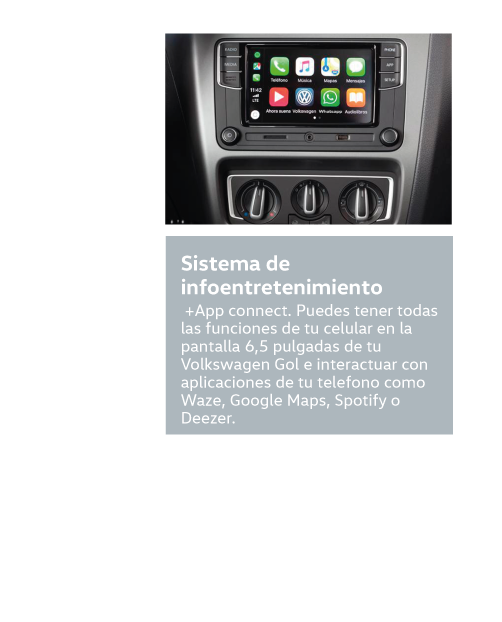 RADIO
MEDIA
PHONE
APP
SETUP
11:42
LTE
Teléfono Música Mapas Mensajes
Ahora suena Volkswagen WhatsApp Audiolibros
Sistema de
infoentretenimiento
+App connect. Puedes tener todas
las funciones de tu celular en la
pantalla 6,5 pulgadas de tu
Volkswagen Gol e interactuar con
aplicaciones de tu telefono como
Waze, Google Maps, Spotify o
Deezer.